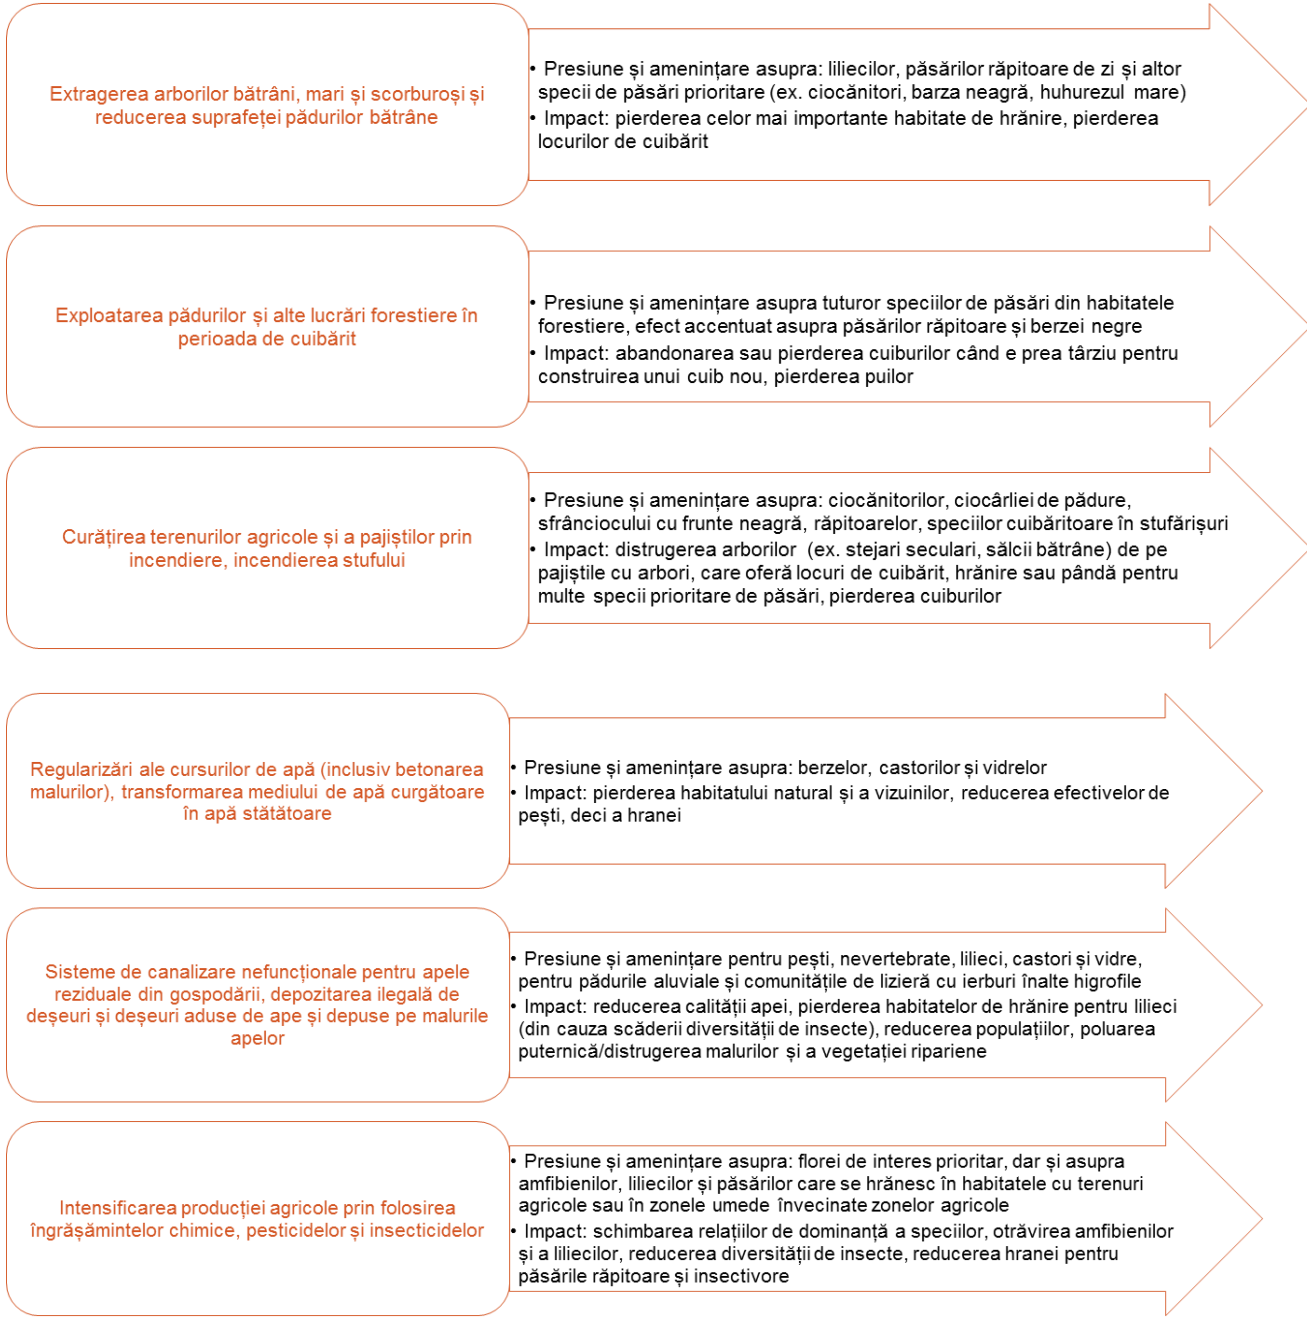 Extragerea arborilor bătrâni, mari și scorburoși și
reducerea suprafeței pădurilor bătrâne
• Presiune și amenințare asupra: liliecilor, păsărilor răpitoare de zi și altor
specii de păsări prioritare (ex. ciocănitori, barza neagră, huhurezul mare)
• Impact: pierderea celor mai importante habitate de hrănire, pierderea
locurilor de cuibărit
Exploatarea pădurilor și alte lucrări forestiere în
perioada de cuibărit
• Presiune și amenințare asupra tuturor speciilor de păsări din habitatele
forestiere, efect accentuat asupra păsărilor răpitoare și berzei negre
• Impact: abandonarea sau pierderea cuiburilor când e prea târziu pentru
construirea unui cuib nou, pierderea puilor
Curățirea terenurilor agricole și a pajiștilor prin
incendiere, incendierea stufului
• Presiune și amenințare asupra: ciocănitorilor, ciocârliei de pădure,
sfrânciocului cu frunte neagră, răpitoarelor, speciilor cuibăritoare în stufărișuri
• Impact: distrugerea arborilor (ex. stejari seculari, sălcii bătrâne) de pe
pajiștile cu arbori, care oferă locuri de cuibărit, hrănire sau pândă pentru
multe specii prioritare de păsări, pierderea cuiburilor
Regularizări ale cursurilor de apă (inclusiv betonarea
malurilor), transformarea mediului de apă curgătoare
în apă stătătoare
• Presiune și amenințare asupra: berzelor, castorilor și vidrelor
• Impact: pierderea habitatului natural și a vizuinilor, reducerea efectivelor de
pești, deci a hranei
Sisteme de canalizare nefuncționale pentru apele
reziduale din gospodării, depozitarea ilegală de
deșeuri și deșeuri aduse de ape și depuse pe malurile
apelor
• Presiune și amenințare pentru pești, nevertebrate, lilieci, castori și vidre,
pentru pădurile aluviale și comunitățile de lizieră cu ierburi înalte higrofile
• Impact: reducerea calității apei, pierderea habitatelor de hrănire pentru lilieci
(din cauza scăderii diversității de insecte), reducerea populațiilor, poluarea
puternică/distrugerea malurilor și a vegetației ripariene
Intensificarea producției agricole prin folosirea
îngrășămintelor chimice, pesticidelor și insecticidelor
• Presiune și amenințare asupra: florei de interes prioritar, dar și asupra
amfibienilor, liliecilor și păsărilor care se hrănesc în habitatele cu terenuri
agricole sau în zonele umede învecinate zonelor agricole
• Impact: schimbarea relațiilor de dominanță a speciilor, otrăvirea amfibienilor
și a liliecilor, reducerea diversității de insecte, reducerea hranei pentru
păsările răpitoare și insectivore